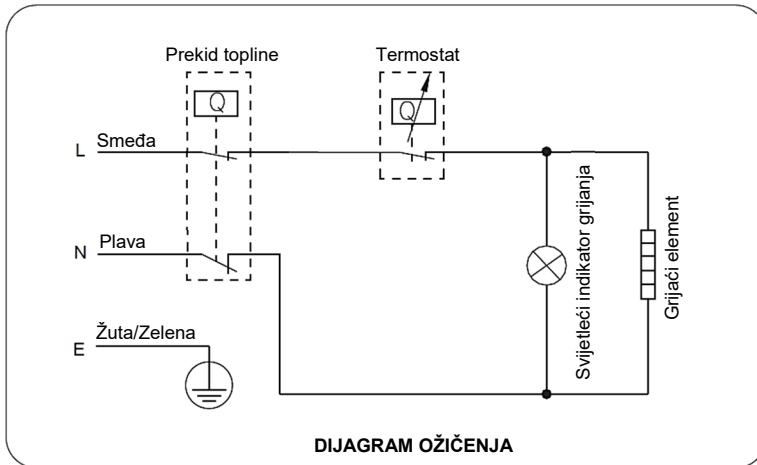 Prekid topline
Termostat
Q
Q
L
Smeđa
N
Plava
E
Žuta/Zelena
Svijetleći indikator grijanja
Grijaći element
DIJAGRAM OŽIČENJA